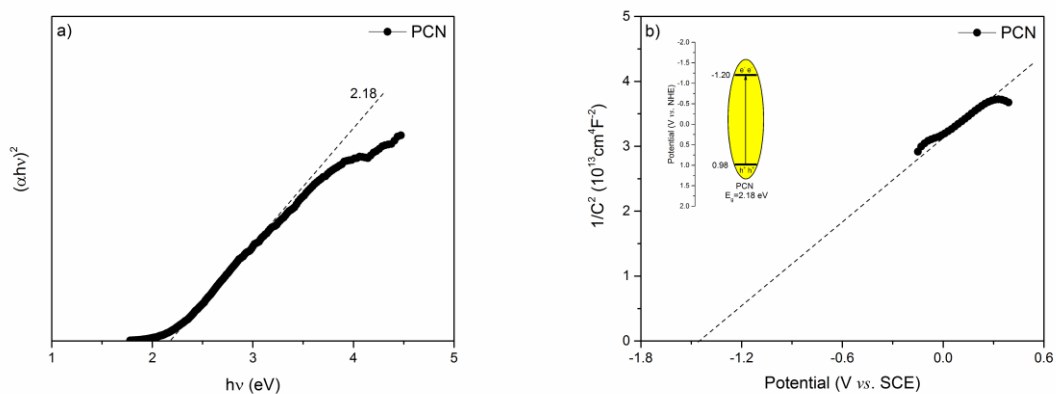 a)
PCN
2.18
(αhν)²
1 2 3 4 5
hν (eV)
b)
PCN
5
4
3
2
1
0
1/C² (10¹³cm⁴F⁻²)
-1.8 -1.2 -0.6 0.0 0.6
Potential (V vs. SCE)
-2.0
-1.5
-1.0
-0.5
0.0
0.5
1.0
1.5
2.0
Potential (V vs. NHE)
-1.20
e⁻ e⁻
0.98
h⁺ h⁺
PCN
E_g=2.18 eV